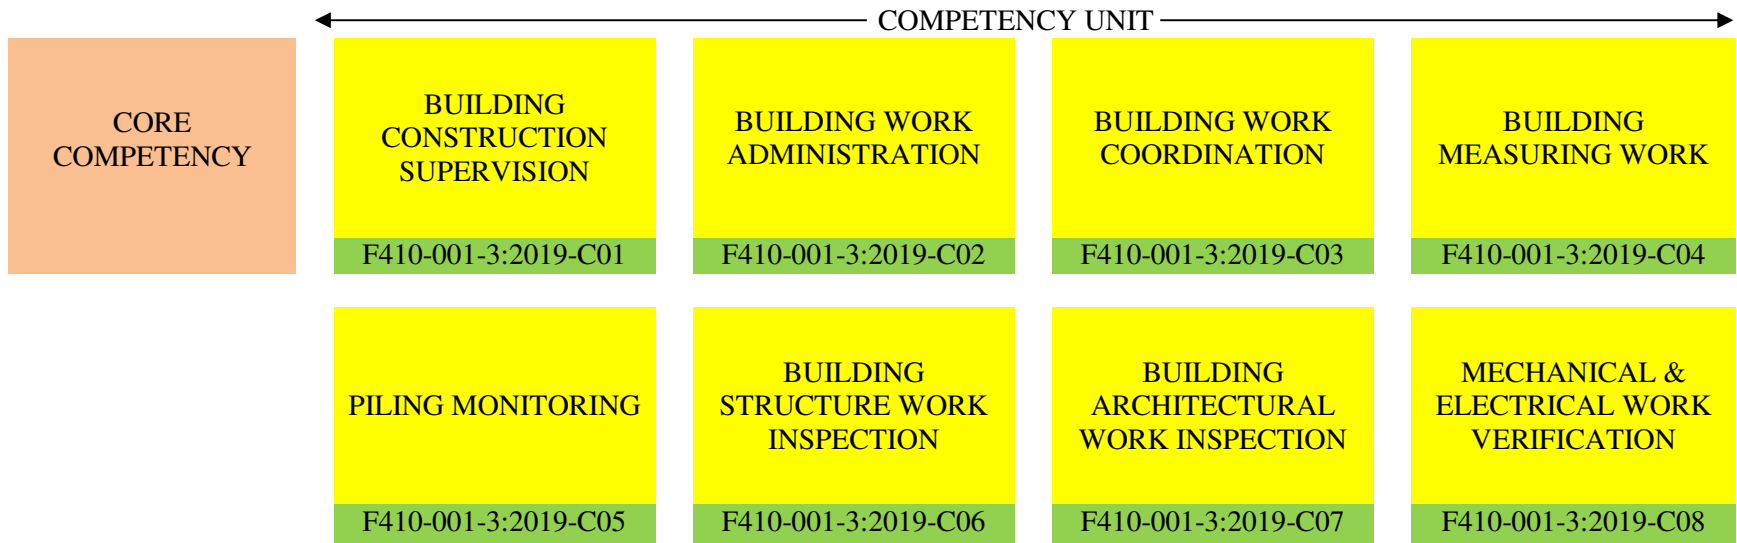 COMPETENCY UNIT
CORE
COMPETENCY
BUILDING
CONSTRUCTION
SUPERVISION
F410-001-3:2019-C01
BUILDING WORK
ADMINISTRATION
F410-001-3:2019-C02
BUILDING WORK
COORDINATION
F410-001-3:2019-C03
BUILDING
MEASURING WORK
F410-001-3:2019-C04
PILING MONITORING
F410-001-3:2019-C05
BUILDING
STRUCTURE WORK
INSPECTION
F410-001-3:2019-C06
BUILDING
ARCHITECTURAL
WORK INSPECTION
F410-001-3:2019-C07
MECHANICAL &
ELECTRICAL WORK
VERIFICATION
F410-001-3:2019-C08